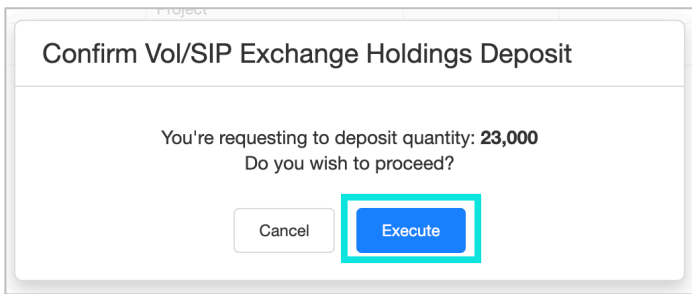 Project
Confirm Vol/SIP Exchange Holdings Deposit
You're requesting to deposit quantity: 23,000
Do you wish to proceed?
Cancel
Execute